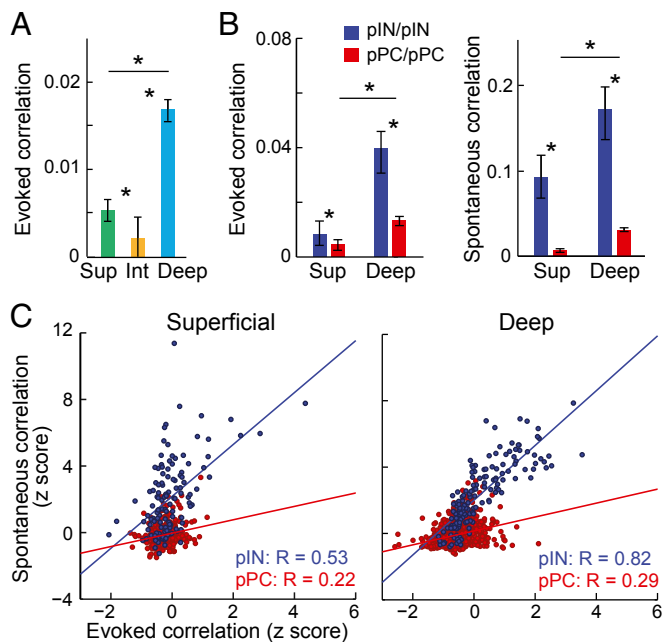 A
Evoked correlation
0.02
0.01
0
*
*
*
Sup Int Deep
B
pIN/pIN
pPC/pPC
Evoked correlation
0.08
0.04
0
*
*
*
Sup Deep
Spontaneous correlation
0.2
0.1
0
*
*
*
Sup Deep
C
Superficial
Deep
Spontaneous correlation
(z score)
12
8
4
0
−4
pIN: R = 0.53
pPC: R = 0.22
pIN: R = 0.82
pPC: R = 0.29
−2 0 2 4 6
−2 0 2 4 6
Evoked correlation (z score)